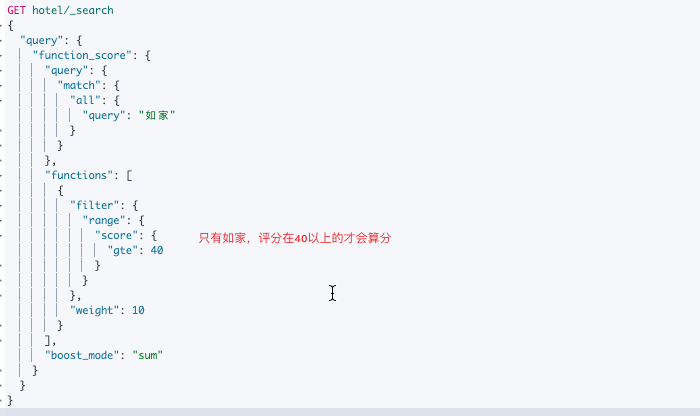 GET hotel/_search
{
  "query": {
    "function_score": {
      "query": {
        "match": {
          "all": {
            "query": "如家"
          }
        }
      },
      "functions": [
        {
          "filter": {
            "range": {
              "score": {
只有如家，评分在40以上的才会算分
                "gte": 40
              }
            }
          },
          "weight": 10
        }
      ],
      "boost_mode": "sum"
    }
  }
}